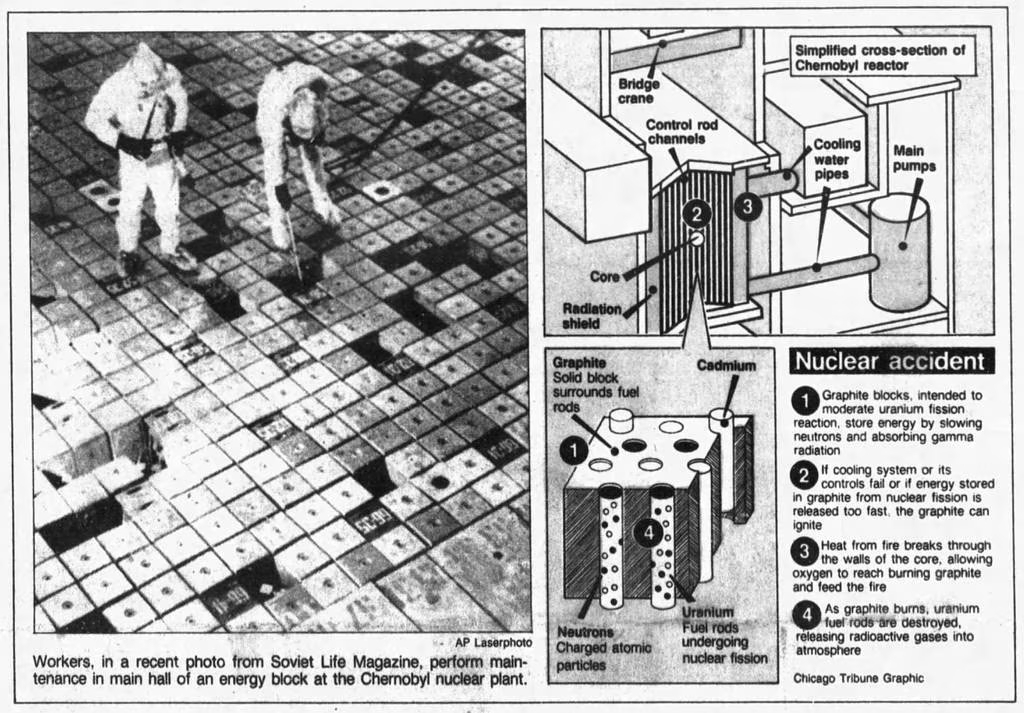 AP Laserphoto
Workers, in a recent photo from Soviet Life Magazine, perform main-
tenance in main hall of an energy block at the Chernobyl nuclear plant.
Simplified cross-section of
Chernobyl reactor
Bridge
crane
Control rod
channels
Cooling
water
pipes
Main
pumps
2
3
Core
Radiation
shield
Graphite
Solid block
surrounds fuel
rods
Cadmium
1
4
Neutrons
Charged atomic
particles
Uranium
Fuel rods
undergoing
nuclear fission
Nuclear accident
1 Graphite blocks, intended to
moderate uranium fission
reaction, store energy by slowing
neutrons and absorbing gamma
radiation
2 If cooling system or its
controls fail or if energy stored
in graphite from nuclear fission is
released too fast, the graphite can
ignite
3 Heat from fire breaks through
the walls of the core, allowing
oxygen to reach burning graphite
and feed the fire
4 As graphite burns, uranium
fuel rods are destroyed,
releasing radioactive gases into
atmosphere
Chicago Tribune Graphic